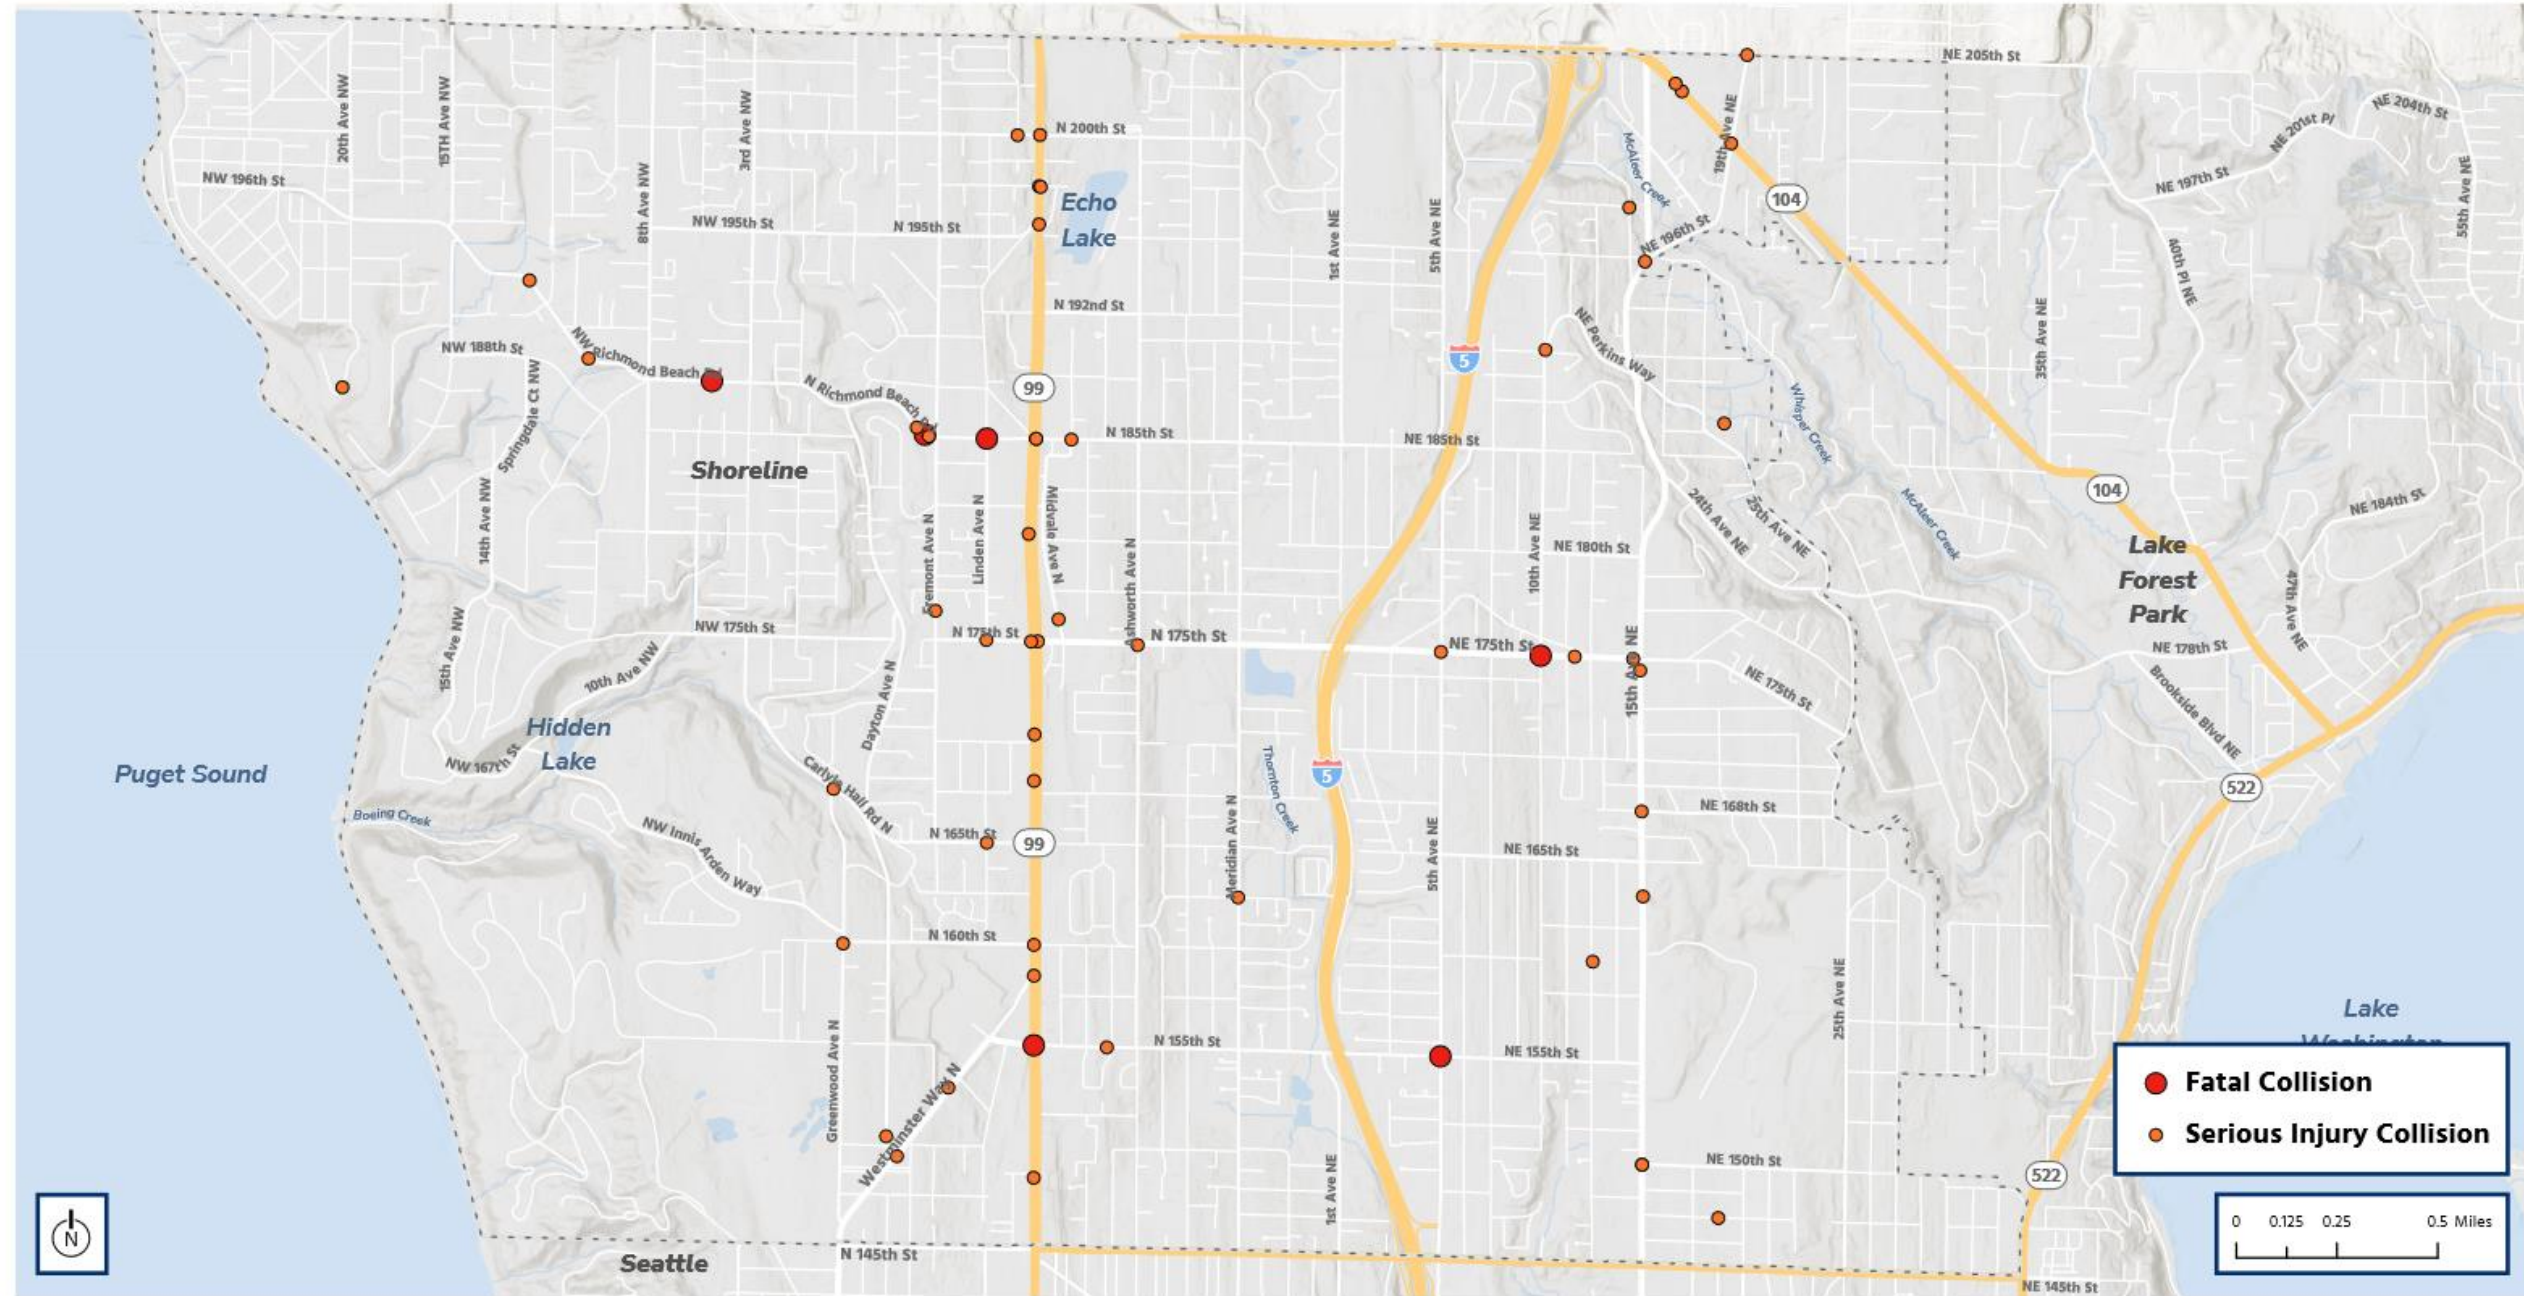 NE 205th St
20th Ave NW
15TH Ave NW
3rd Ave NW
N 200th St
NE 204th St
NE 201st Pl
19th Ave NE
McAleer Creek
NW 196th St
8th Ave NW
NW 195th St
N 195th St
Echo
Lake
1st Ave NE
5th Ave NE
NE 196th St
104
NE 197th St
55th Ave NE
40th Pl NE
N 192nd St
35th Ave NE
NE Perkins Way
NW 188th St
NW Richmond Beach Rd
N Richmond Beach Rd
Springdale Ct NW
99
5
Whisper Creek
N 185th St
NE 185th St
Shoreline
104
NE 184th St
14th Ave NW
Fremont Ave N
Linden Ave N
Midvale Ave N
Ashworth Ave N
10th Ave NE
NE 180th St
24th Ave NE
25th Ave NE
McAleer Creek
Lake
Forest
Park
47th Ave NE
15th Ave NW
NW 175th St
N 175th St
N 175th St
NE 175th St
15th Ave NE
NE 175th St
NE 178th St
Brookside Blvd NE
10th Ave NW
Dayton Ave N
Hidden
Lake
NW 167th St
Puget Sound
Carlyle Hall Rd N
Thornton Creek
5
522
Boeing Creek
NW Innis Arden Way
N 165th St
99
Meridian Ave N
5th Ave NE
NE 168th St
NE 165th St
N 160th St
25th Ave NE
Greenwood Ave N
Westminster Way N
N 155th St
NE 155th St
Lake
Washington
Fatal Collision
Serious Injury Collision
1st Ave NE
NE 150th St
522
N
Seattle
N 145th St
NE 145th St
0 0.125 0.25 0.5 Miles